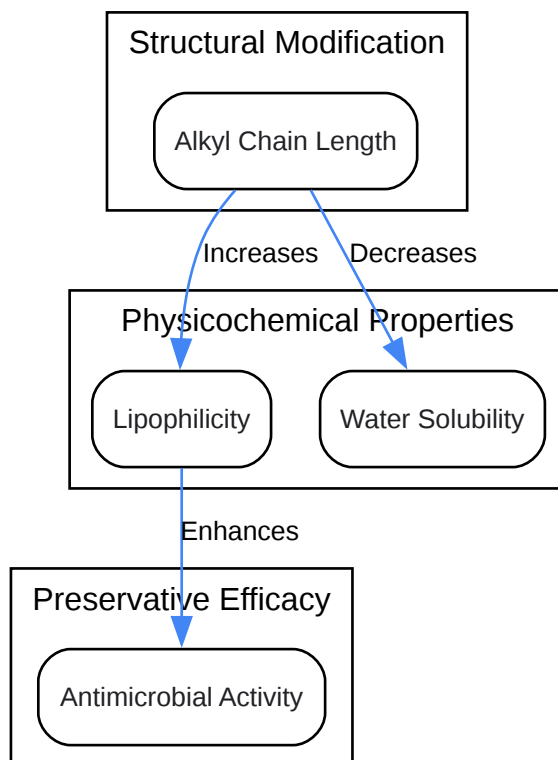 Structural Modification
Alkyl Chain Length
Increases
Decreases
Physicochemical Properties
Lipophilicity
Water Solubility
Enhances
Preservative Efficacy
Antimicrobial Activity